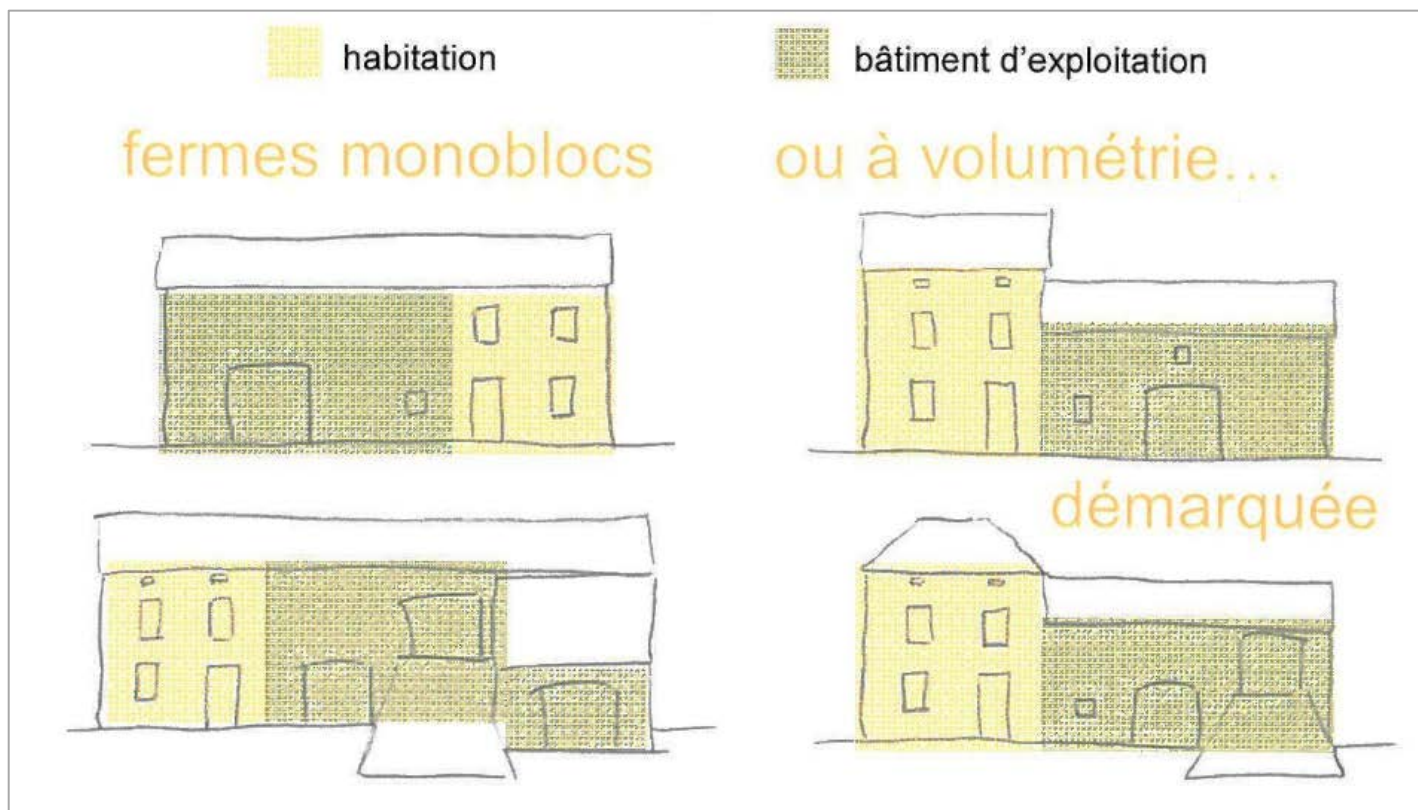 habitation
bâtiment d'exploitation
fermes monoblocs
ou à volumétrie...
démarquée